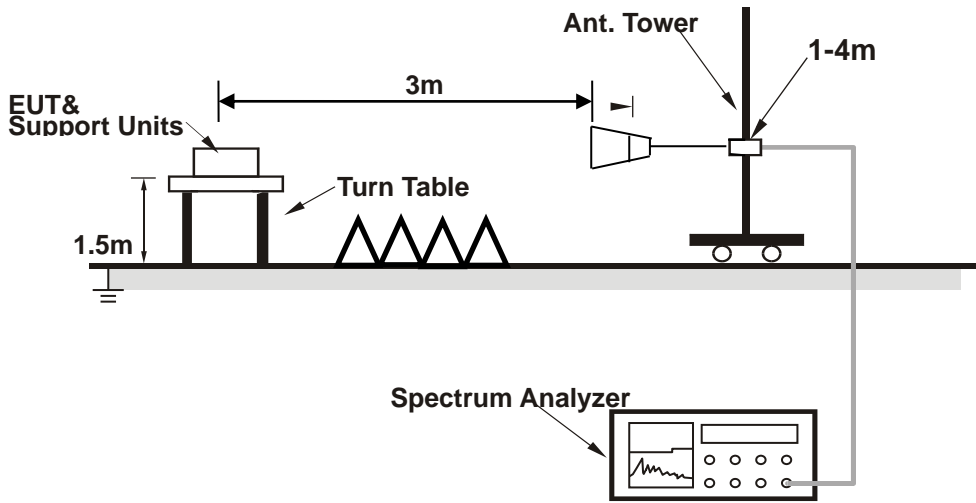 Ant. Tower
1-4m
3m
EUT&
Support Units
Turn Table
1.5m
Spectrum Analyzer